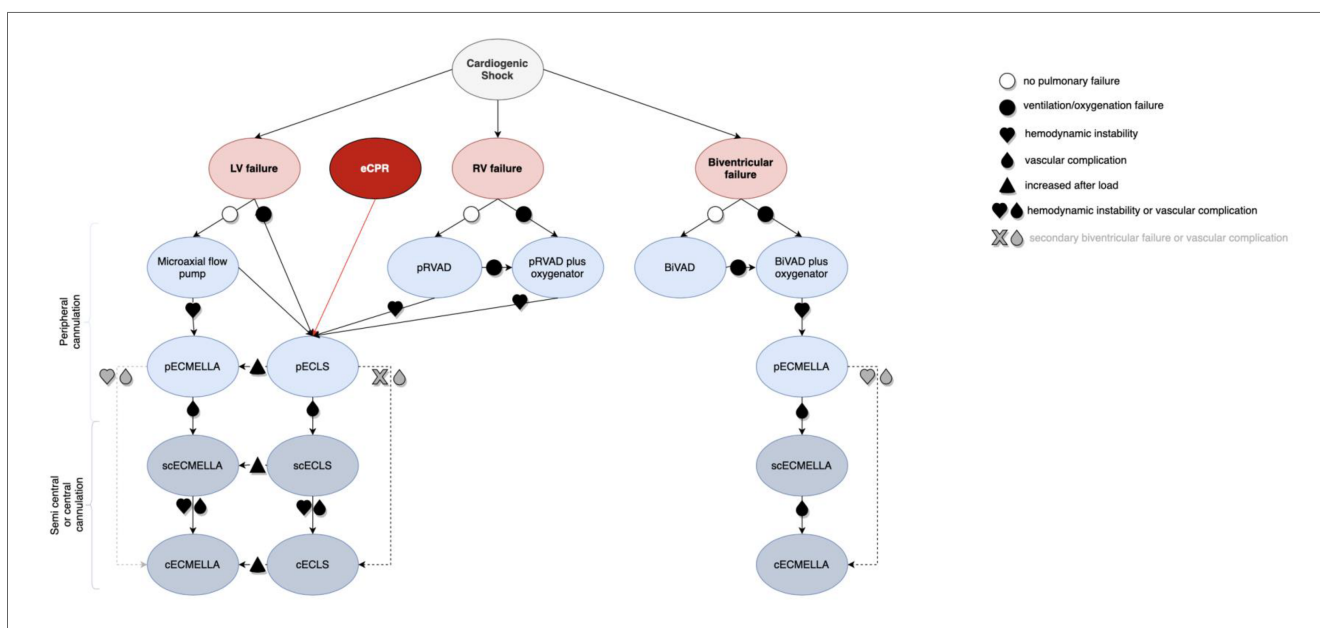 Cardiogenic
Shock
LV failure
eCPR
RV failure
Biventricular
failure
Microaxial flow
pump
pRVAD
pRVAD plus
oxygenator
BiVAD
BiVAD plus
oxygenator
Peripheral
cannulation
pECMELLA
pECLS
pECMELLA
Semi central
or central
cannulation
scECMELLA
scECLS
scECMELLA
cECMELLA
cECLS
cECMELLA
no pulmonary failure
ventilation/oxygenation failure
hemodynamic instability
vascular complication
increased after load
hemodynamic instability or vascular complication
secondary biventricular failure or vascular complication